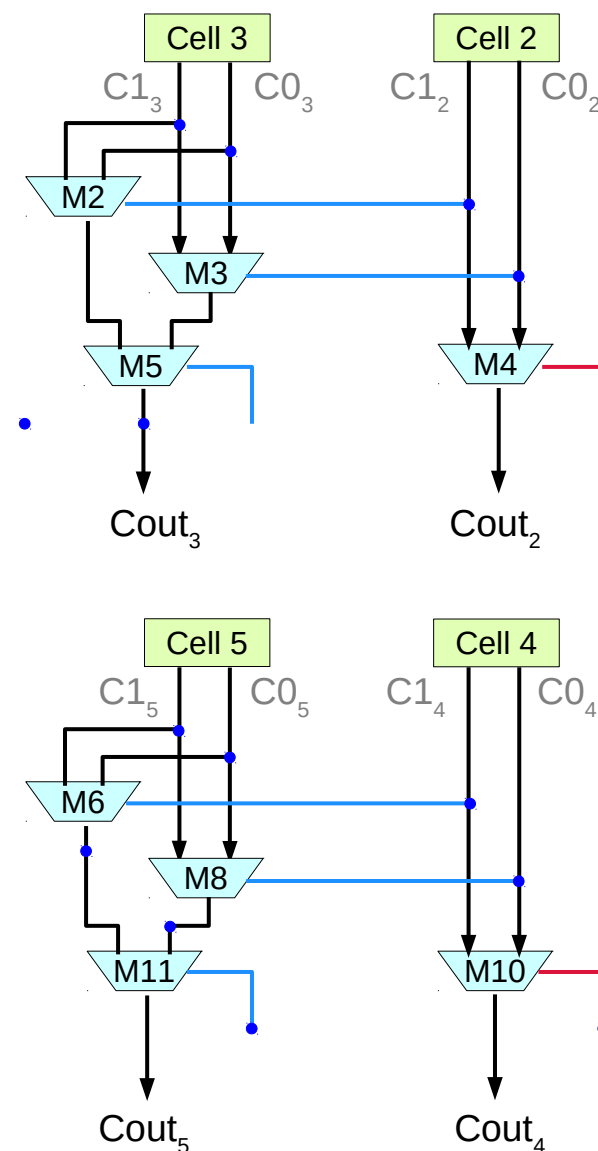 Cell 3 Cell 2
C1₃ C0₃ C1₂ C0₂
M2
M3
M5 M4
Cout₃ Cout₂
Cell 5 Cell 4
C1₅ C0₅ C1₄ C0₄
M6
M8
M11 M10
Cout₅ Cout₄